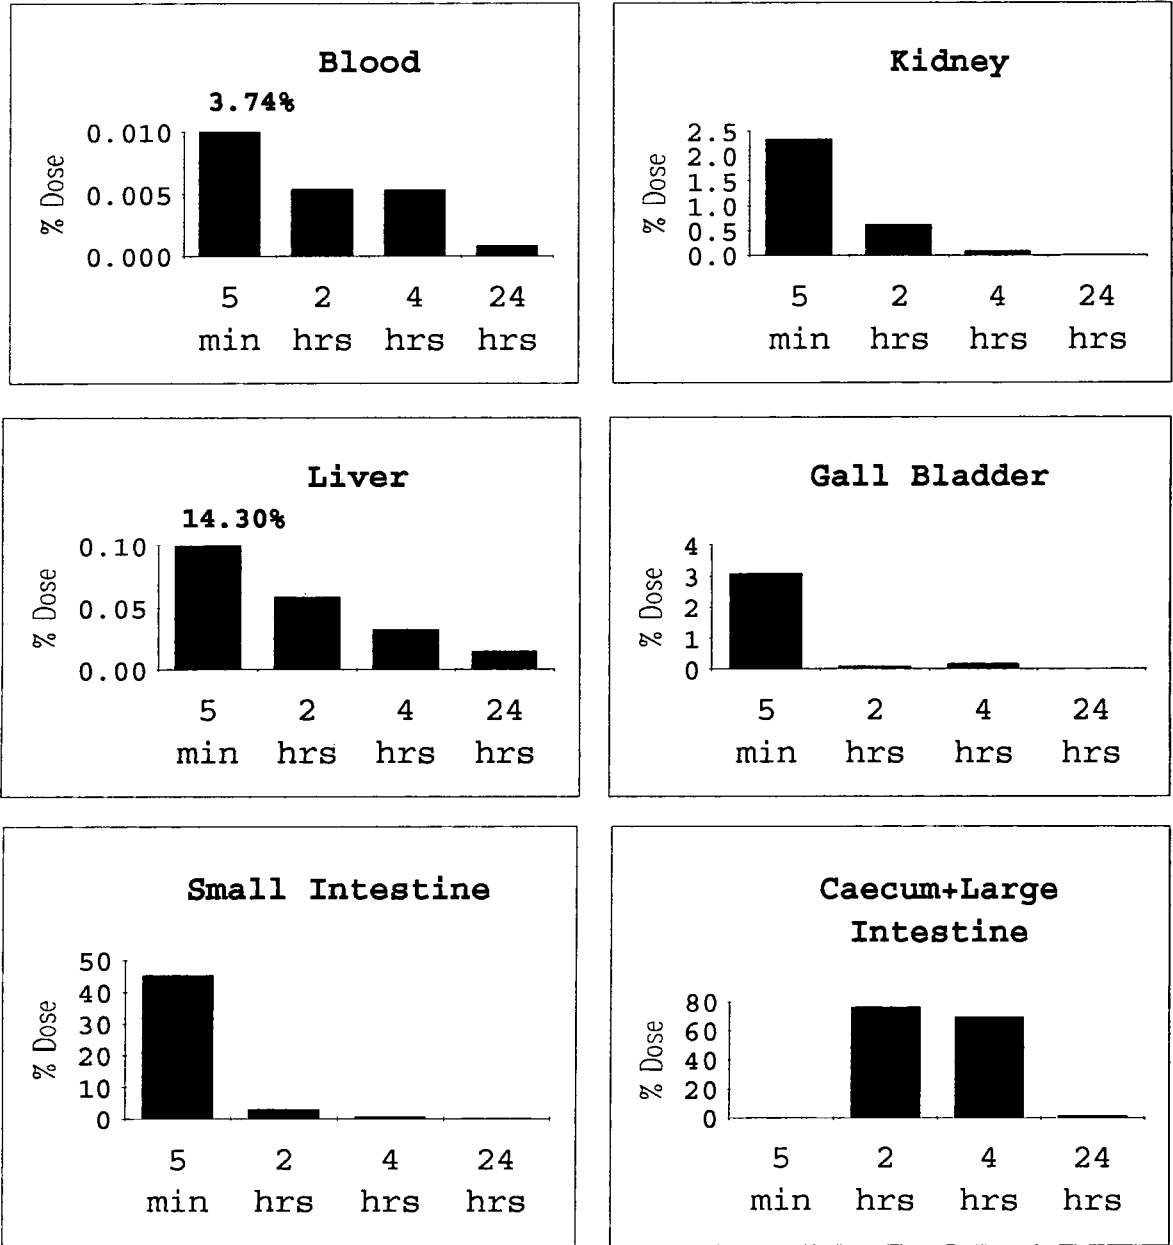 Blood
3.74%
% Dose
0.010
0.005
0.000
5 2 4 24
min hrs hrs hrs
Kidney
% Dose
2.5
2.0
1.5
1.0
0.5
0.0
5 2 4 24
min hrs hrs hrs
Liver
14.30%
% Dose
0.10
0.05
0.00
5 2 4 24
min hrs hrs hrs
Gall Bladder
% Dose
4
3
2
1
0
5 2 4 24
min hrs hrs hrs
Small Intestine
% Dose
50
40
30
20
10
0
5 2 4 24
min hrs hrs hrs
Caecum+Large
Intestine
% Dose
80
60
40
20
0
5 2 4 24
min hrs hrs hrs